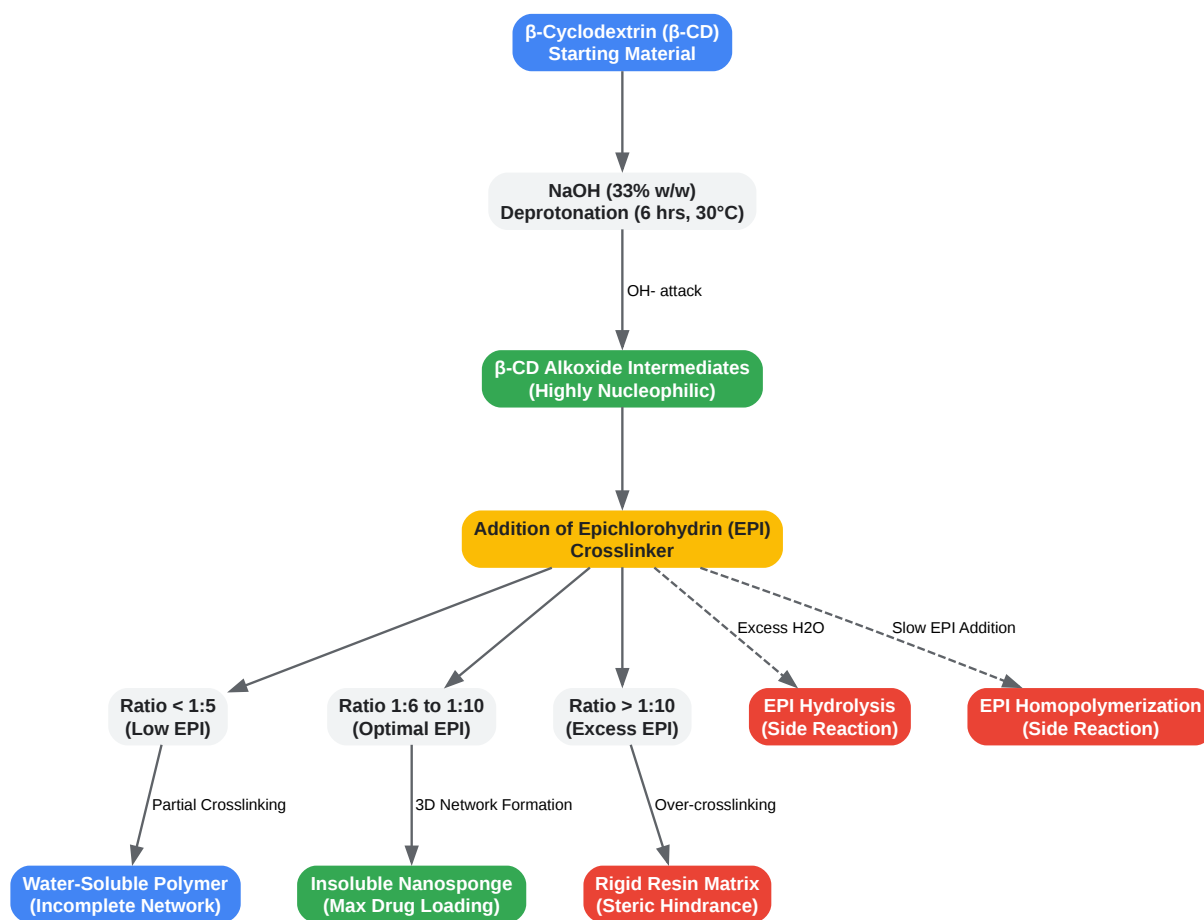 β-Cyclodextrin (β-CD)
Starting Material
NaOH (33% w/w)
Deprotonation (6 hrs, 30°C)
OH- attack
β-CD Alkoxide Intermediates
(Highly Nucleophilic)
Addition of Epichlorohydrin (EPI)
Crosslinker
Excess H2O
Slow EPI Addition
Ratio < 1:5
(Low EPI)
Ratio 1:6 to 1:10
(Optimal EPI)
Ratio > 1:10
(Excess EPI)
EPI Hydrolysis
(Side Reaction)
EPI Homopolymerization
(Side Reaction)
Partial Crosslinking
3D Network Formation
Over-crosslinking
Water-Soluble Polymer
(Incomplete Network)
Insoluble Nanosponge
(Max Drug Loading)
Rigid Resin Matrix
(Steric Hindrance)